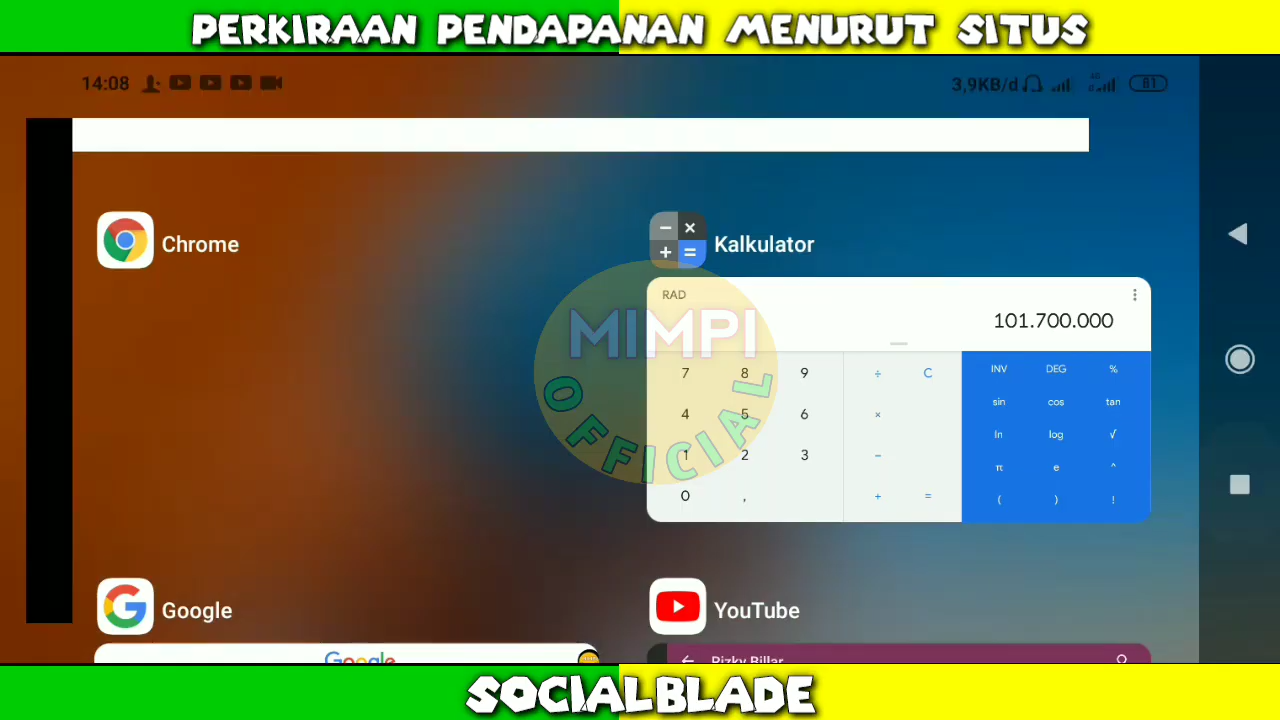 PERKIRAAN PENDAPANAN MENURUT SITUS
14:08
3,9KB/d
4G
81
Chrome
Kalkulator
RAD
101.700.000
7 8 9 ÷ C
4 5 6 ×
1 2 3 −
0 , + =
INV DEG %
sin cos tan
ln log √
π e ^
( ) !
MIMPI
OFFICIAL
Google
YouTube
Google
Rizky Billar
SOCIALBLADE